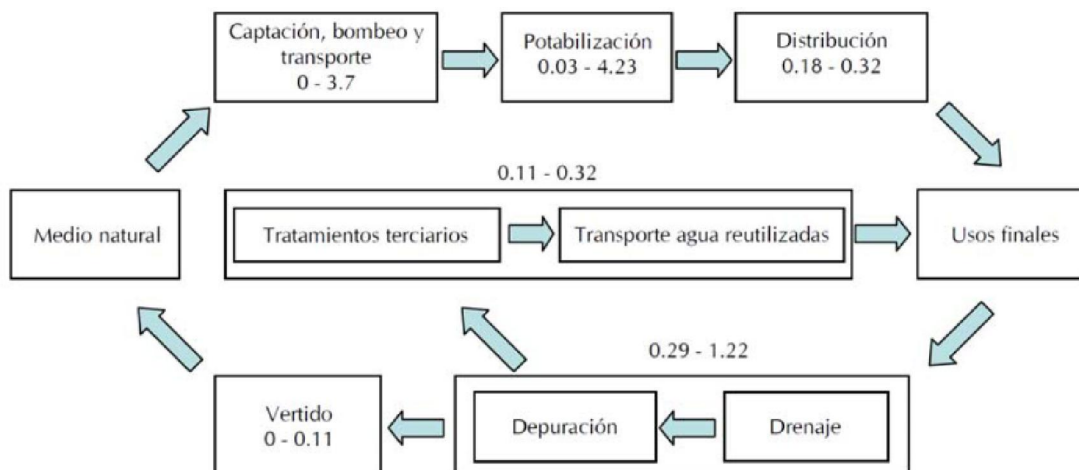 Captación, bombeo y
transporte
0 - 3.7
Potabilización
0.03 - 4.23
Distribución
0.18 - 0.32
0.11 - 0.32
Medio natural
Tratamientos terciarios
Transporte agua reutilizadas
Usos finales
0.29 - 1.22
Vertido
0 - 0.11
Depuración
Drenaje